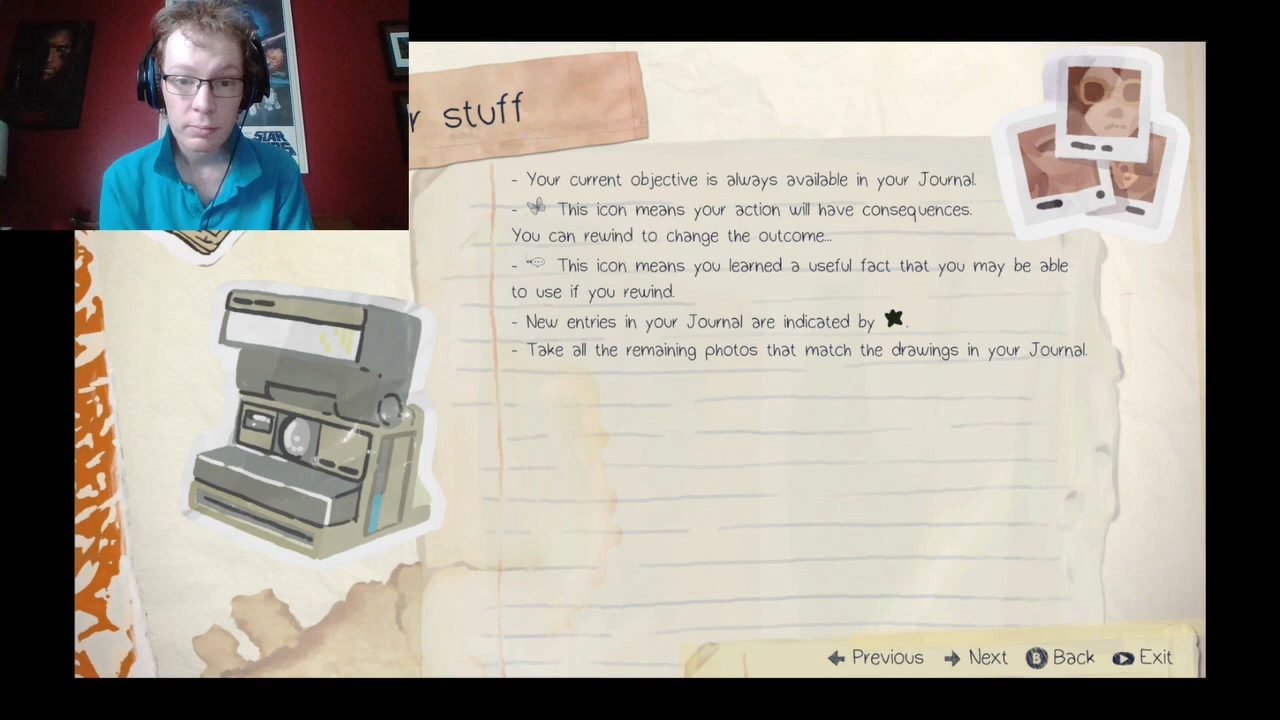 STAR
r stuff
- Your current objective is always available in your Journal.
- This icon means your action will have consequences.
You can rewind to change the outcome...
- This icon means you learned a useful fact that you may be able
to use if you rewind.
- New entries in your Journal are indicated by .
- Take all the remaining photos that match the drawings in your Journal.
Previous Next B Back Exit